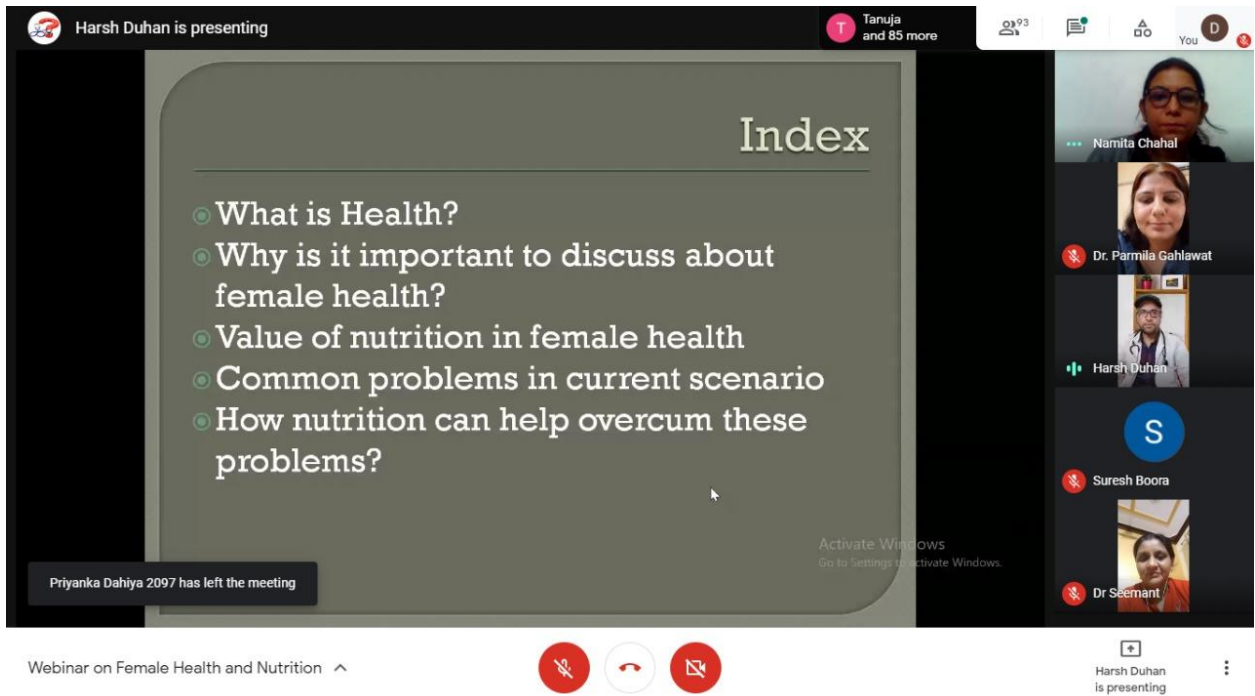 Harsh Duhan is presenting
T
Tanuja
and 85 more
93
You
D
Index
What is Health?
Why is it important to discuss about
female health?
Value of nutrition in female health
Common problems in current scenario
How nutrition can help overcum these
problems?
Namita Chahal
Dr. Parmila Gahlawat
Harsh Duhan
S
Suresh Boora
Dr Seemant
Activate Windows
Go to Settings to activate Windows.
Priyanka Dahiya 2097 has left the meeting
Webinar on Female Health and Nutrition
Harsh Duhan
is presenting